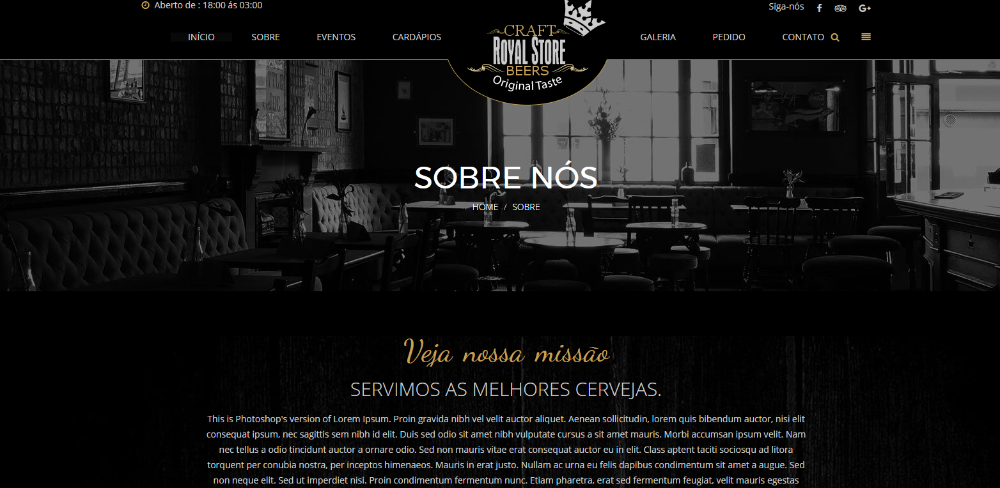 Aberto de : 18:00 ás 03:00
Siga-nós
INÍCIO
SOBRE
EVENTOS
CARDÁPIOS
CRAFT
ROYAL STORE
BEERS
Original Taste
GALERIA
PEDIDO
CONTATO
SOBRE NÓS
HOME / SOBRE
Veja nossa missão
SERVIMOS AS MELHORES CERVEJAS.
This is Photoshop's version of Lorem Ipsum. Proin gravida nibh vel velit auctor aliquet. Aenean sollicitudin, lorem quis bibendum auctor, nisi elit
consequat ipsum, nec sagittis sem nibh id elit. Duis sed odio sit amet nibh vulputate cursus a sit amet mauris. Morbi accumsan ipsum velit. Nam
nec tellus a odio tincidunt auctor a ornare odio. Sed non mauris vitae erat consequat auctor eu in elit. Class aptent taciti sociosqu ad litora
torquent per conubia nostra, per inceptos himenaeos. Mauris in erat justo. Nullam ac urna eu felis dapibus condimentum sit amet a augue. Sed
non neque elit. Sed ut imperdiet nisi. Proin condimentum fermentum nunc. Etiam pharetra, erat sed fermentum feugiat, velit mauris egestas